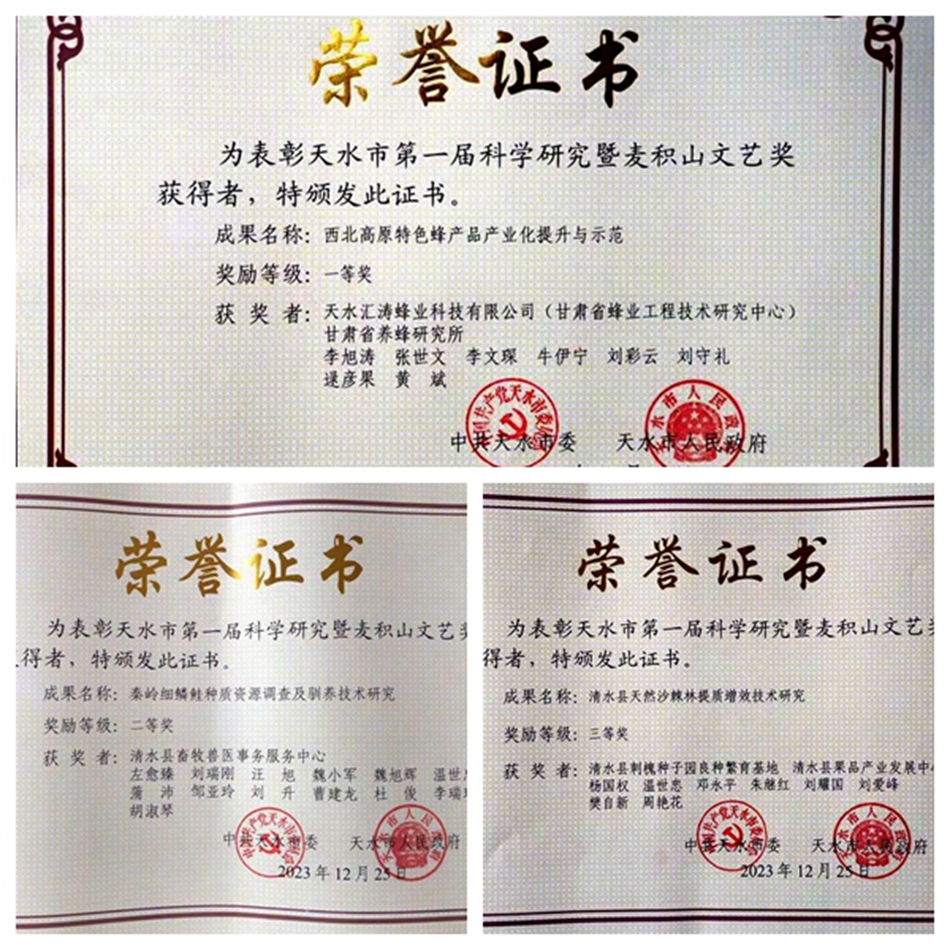 荣誉证书
为表彰天水市第一届科学研究暨麦积山文艺奖
获得者，特颁发此证书。
成果名称：西北高原特色蜂产品产业化提升与示范
奖励等级：一等奖
获奖者：天水汇涛蜂业科技有限公司（甘肃省蜂业工程技术研究中心）
甘肃省养蜂研究所
李旭涛 张世文 李文琛 牛伊宁 刘彩云 刘守礼
逯彦果 黄斌
中共天水市委 天水市人民政府
荣誉证书
为表彰天水市第一届科学研究暨麦积山文艺奖
得者，特颁发此证书。
成果名称：秦岭细鳞鲑种质资源调查及驯养技术研究
奖励等级：二等奖
获奖者：清水县畜牧兽医事务服务中心
左愈臻 刘瑞刚 汪旭 魏小军 魏旭辉 温世
蒲沛 邹亚玲 刘升 曹建龙 杜俊 李瑞
胡淑琴
中共天水市委 天水市人民政府
2023年12月25日
荣誉证书
为表彰天水市第一届科学研究暨麦积山文艺
得者，特颁发此证书。
成果名称：清水县天然沙棘林提质增效技术研究
奖励等级：三等奖
获奖者：清水县刺槐种子园良种繁育基地 清水县果品产业发展中
杨国权 温世忠 邓永平 朱继红 刘耀国 刘爱峰
樊自新 周艳花
中共天水市委 天水市人民政府
2023年12月25日